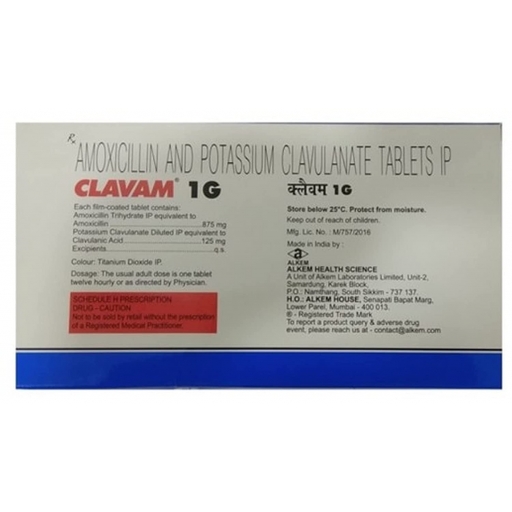 Rx
AMOXICILLIN AND POTASSIUM CLAVULANATE TABLETS IP
CLAVAM® 1G
Each film-coated tablet contains:
Amoxicillin Trihydrate IP equivalent to
Amoxicillin..............................875 mg
Potassium Clavulanate Diluted IP equivalent to
Clavulanic Acid..........................125 mg
Excipients...............................q.s.
Colour: Titanium Dioxide IP.
Dosage: The usual adult dose is one tablet
twelve hourly or as directed by Physician.
SCHEDULE H PRESCRIPTION
DRUG - CAUTION
Not to be sold by retail without the prescription
of a Registered Medical Practitioner.
क्लैवम 1G
Store below 25°C. Protect from moisture.
Keep out of reach of children.
Mfg. Lic. No. : M/757/2016
Made in India by :
a
ALKEM
ALKEM HEALTH SCIENCE
A Unit of Alkem Laboratories Limited, Unit-2,
Samardung, Karek Block,
P.O.: Namthang, South Sikkim - 737 137.
H.O.: ALKEM HOUSE, Senapati Bapat Marg,
Lower Parel, Mumbai - 400 013.
® - Registered Trade Mark
To report a product query & adverse drug
event, please reach us at - contact@alkem.com